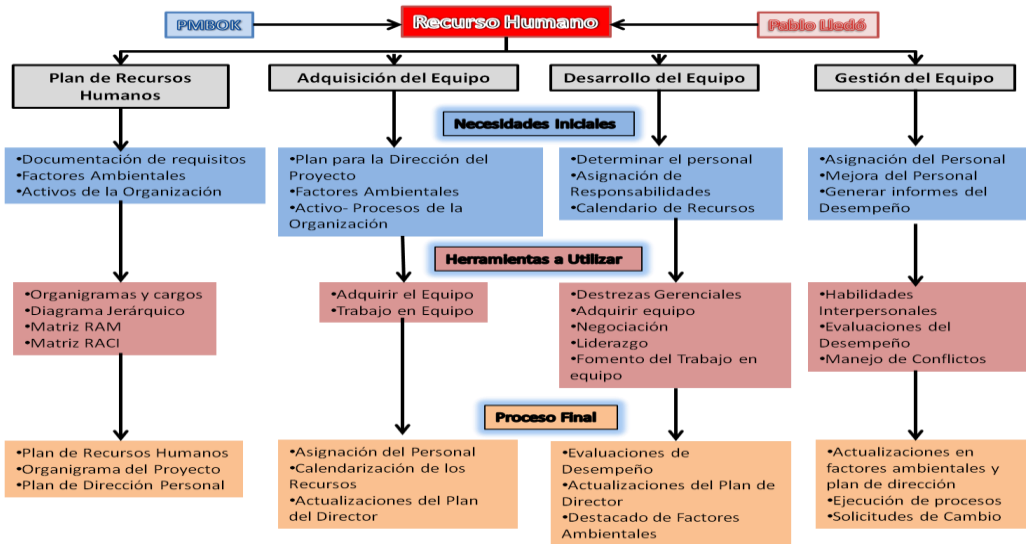 PMBOK
Recurso Humano
Pablo Lledó
Plan de Recursos
Humanos
Adquisición del Equipo
Desarrollo del Equipo
Gestión del Equipo
Necesidades Iniciales
•Documentación de requisitos
•Factores Ambientales
•Activos de la Organización
•Plan para la Dirección del
Proyecto
•Factores Ambientales
•Activo- Procesos de la
Organización
•Determinar el personal
•Asignación de
Responsabilidades
•Calendario de Recursos
•Asignación del Personal
•Mejora del Personal
•Generar informes del
Desempeño
Herramientas a Utilizar
•Organigramas y cargos
•Diagrama Jerárquico
•Matriz RAM
•Matriz RACI
•Adquirir el Equipo
•Trabajo en Equipo
•Destrezas Gerenciales
•Adquirir equipo
•Negociación
•Liderazgo
•Fomento del Trabajo en
equipo
•Habilidades
Interpersonales
•Evaluaciones del
Desempeño
•Manejo de Conflictos
Proceso Final
•Plan de Recursos Humanos
•Organigrama del Proyecto
•Plan de Dirección Personal
•Asignación del Personal
•Calendarización de los
Recursos
•Actualizaciones del Plan
del Director
•Evaluaciones de
Desempeño
•Actualizaciones del Plan de
Director
•Destacado de Factores
Ambientales
•Actualizaciones en
factores ambientales y
plan de dirección
•Ejecución de procesos
•Solicitudes de Cambio